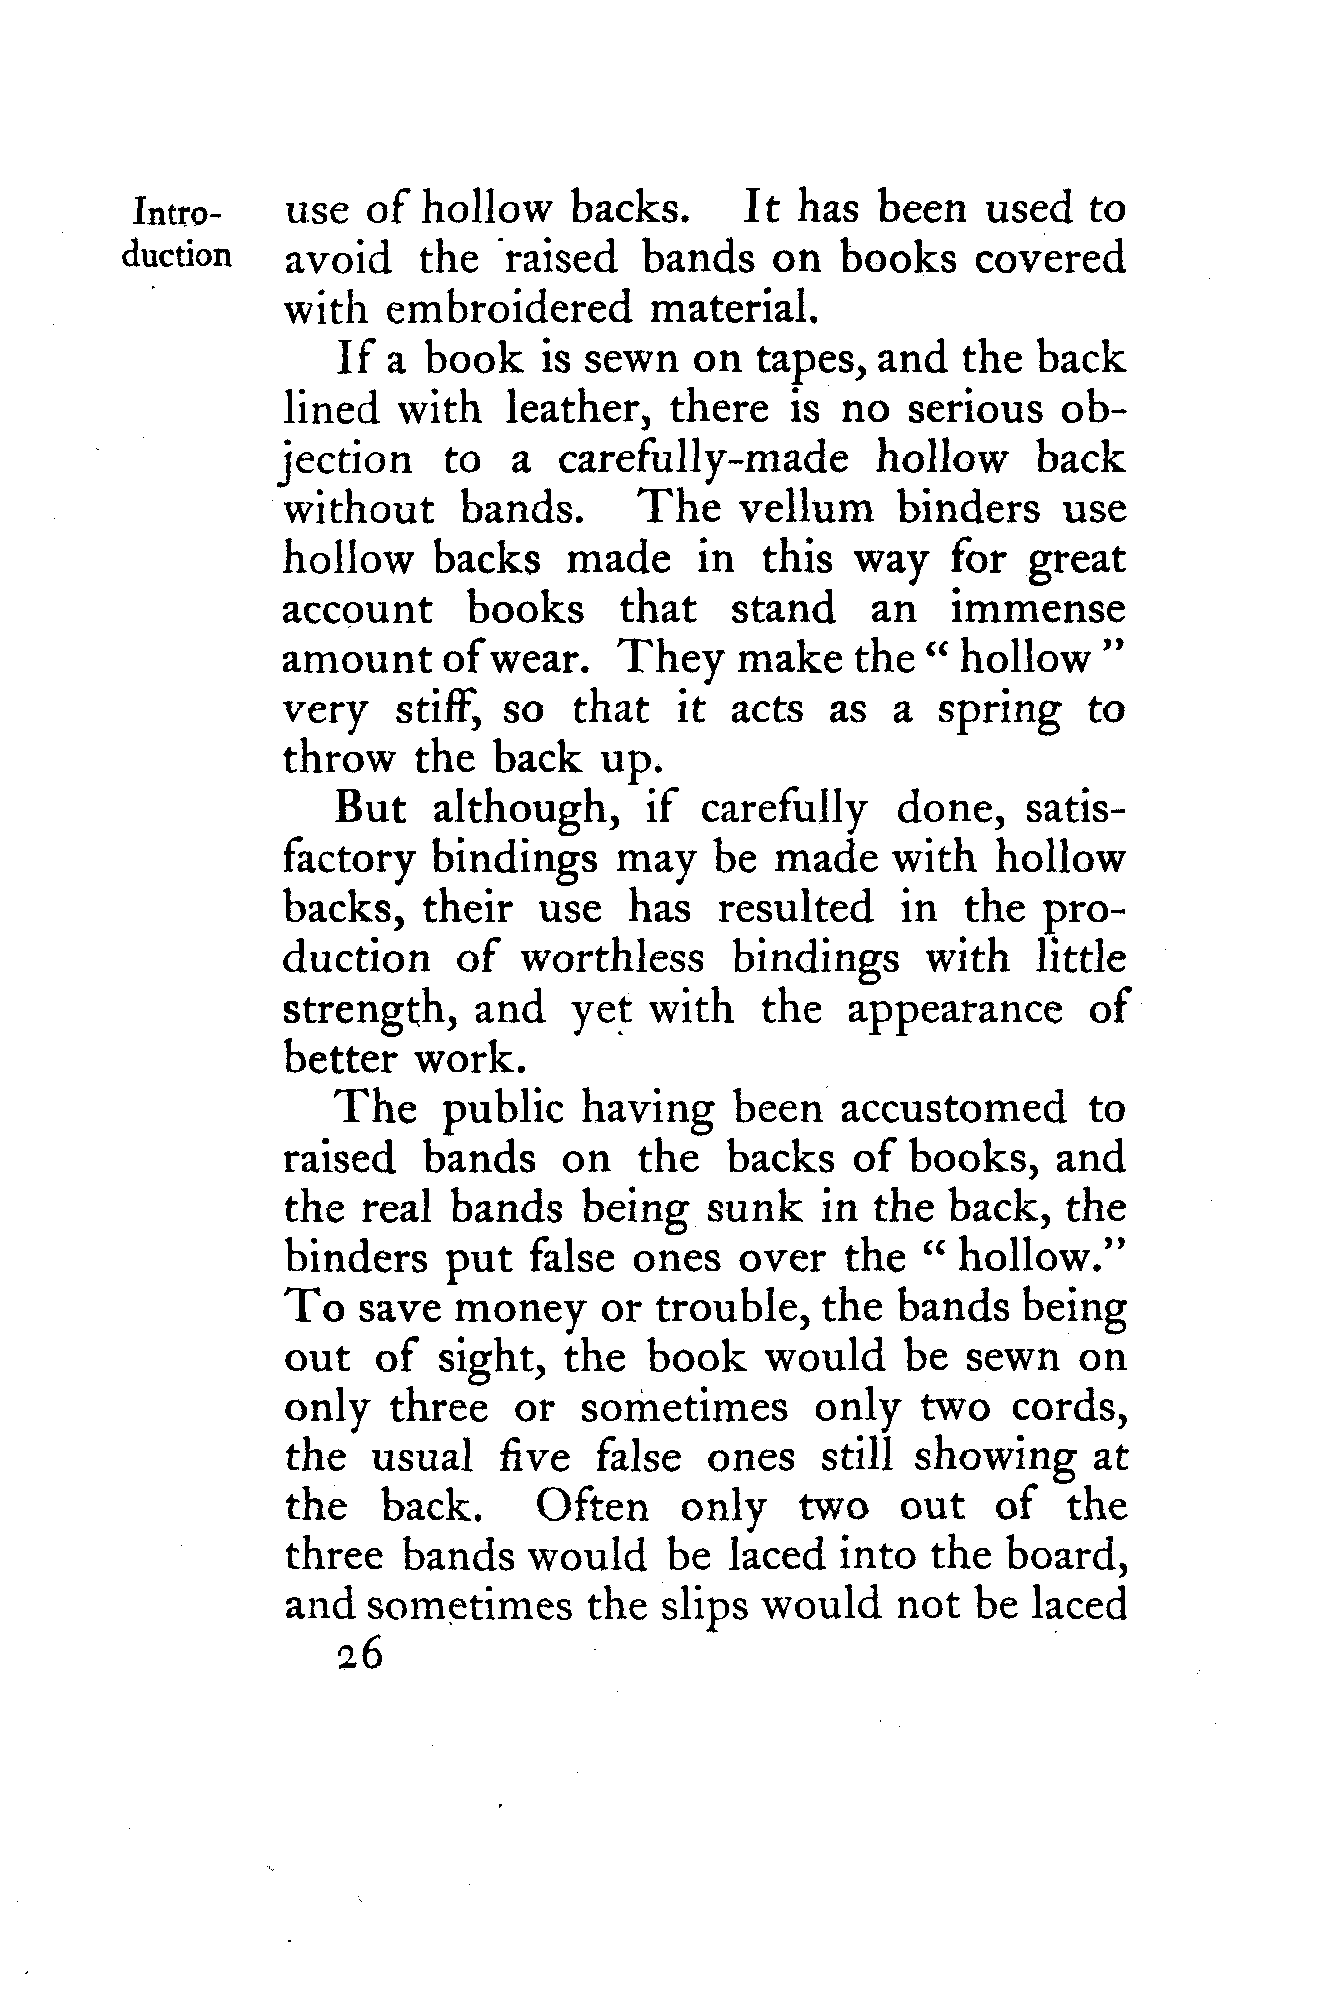 Intro-
duction
use of hollow backs. It has been used to
avoid the raised bands on books covered
with embroidered material.
If a book is sewn on tapes, and the back
lined with leather, there is no serious ob-
jection to a carefully-made hollow back
without bands. The vellum binders use
hollow backs made in this way for great
account books that stand an immense
amount of wear. They make the “ hollow ”
very stiff, so that it acts as a spring to
throw the back up.
But although, if carefully done, satis-
factory bindings may be made with hollow
backs, their use has resulted in the pro-
duction of worthless bindings with little
strength, and yet with the appearance of
better work.
The public having been accustomed to
raised bands on the backs of books, and
the real bands being sunk in the back, the
binders put false ones over the “ hollow.”
To save money or trouble, the bands being
out of sight, the book would be sewn on
only three or sometimes only two cords,
the usual five false ones still showing at
the back. Often only two out of the
three bands would be laced into the board,
and sometimes the slips would not be laced
26